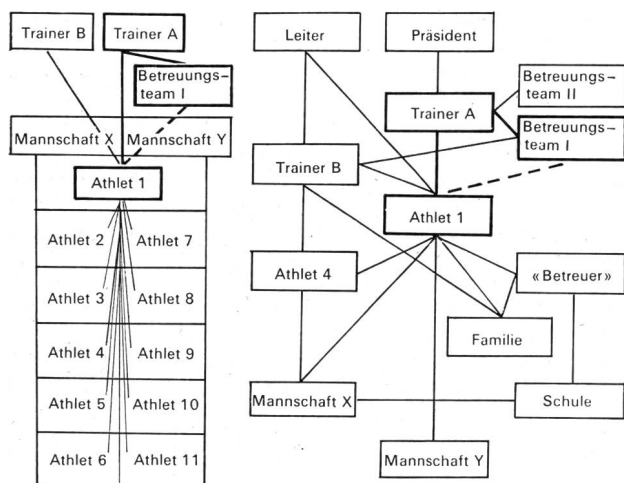 Trainer B
Trainer A
Betreuungs-
team I
Mannschaft X
Mannschaft Y
Athlet 1
Athlet 2
Athlet 7
Athlet 3
Athlet 8
Athlet 4
Athlet 9
Athlet 5
Athlet 10
Athlet 6
Athlet 11
Leiter
Präsident
Betreuungs-
team II
Trainer A
Betreuungs-
team I
Trainer B
Athlet 1
Athlet 4
«Betreuer»
Familie
Mannschaft X
Schule
Mannschaft Y